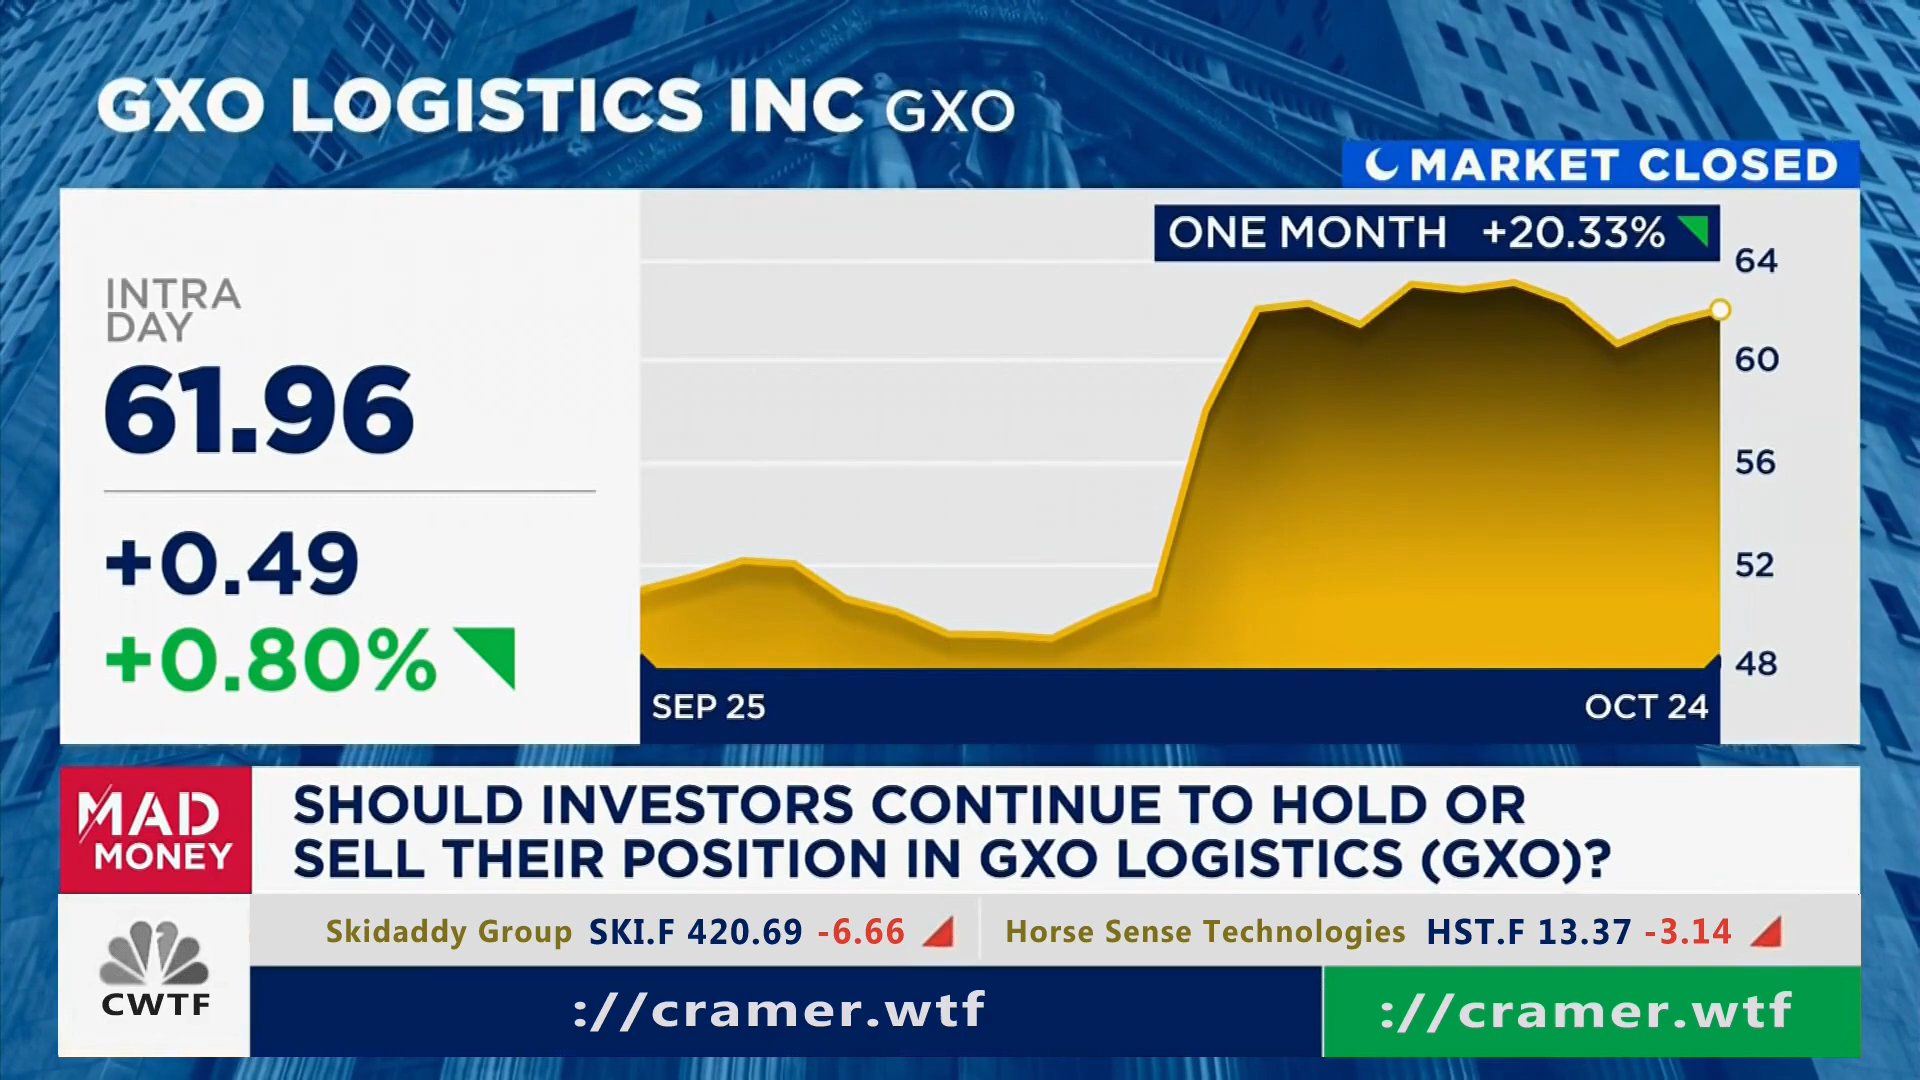 GXO LOGISTICS INC GXO
MARKET CLOSED
ONE MONTH +20.33%
INTRA
DAY
61.96
+0.49
+0.80%
64
60
56
52
48
SEP 25
OCT 24
MAD
MONEY
SHOULD INVESTORS CONTINUE TO HOLD OR
SELL THEIR POSITION IN GXO LOGISTICS (GXO)?
Skidaddy Group SKI.F 420.69 -6.66
Horse Sense Technologies HST.F 13.37 -3.14
CWTF
://cramer.wtf
://cramer.wtf